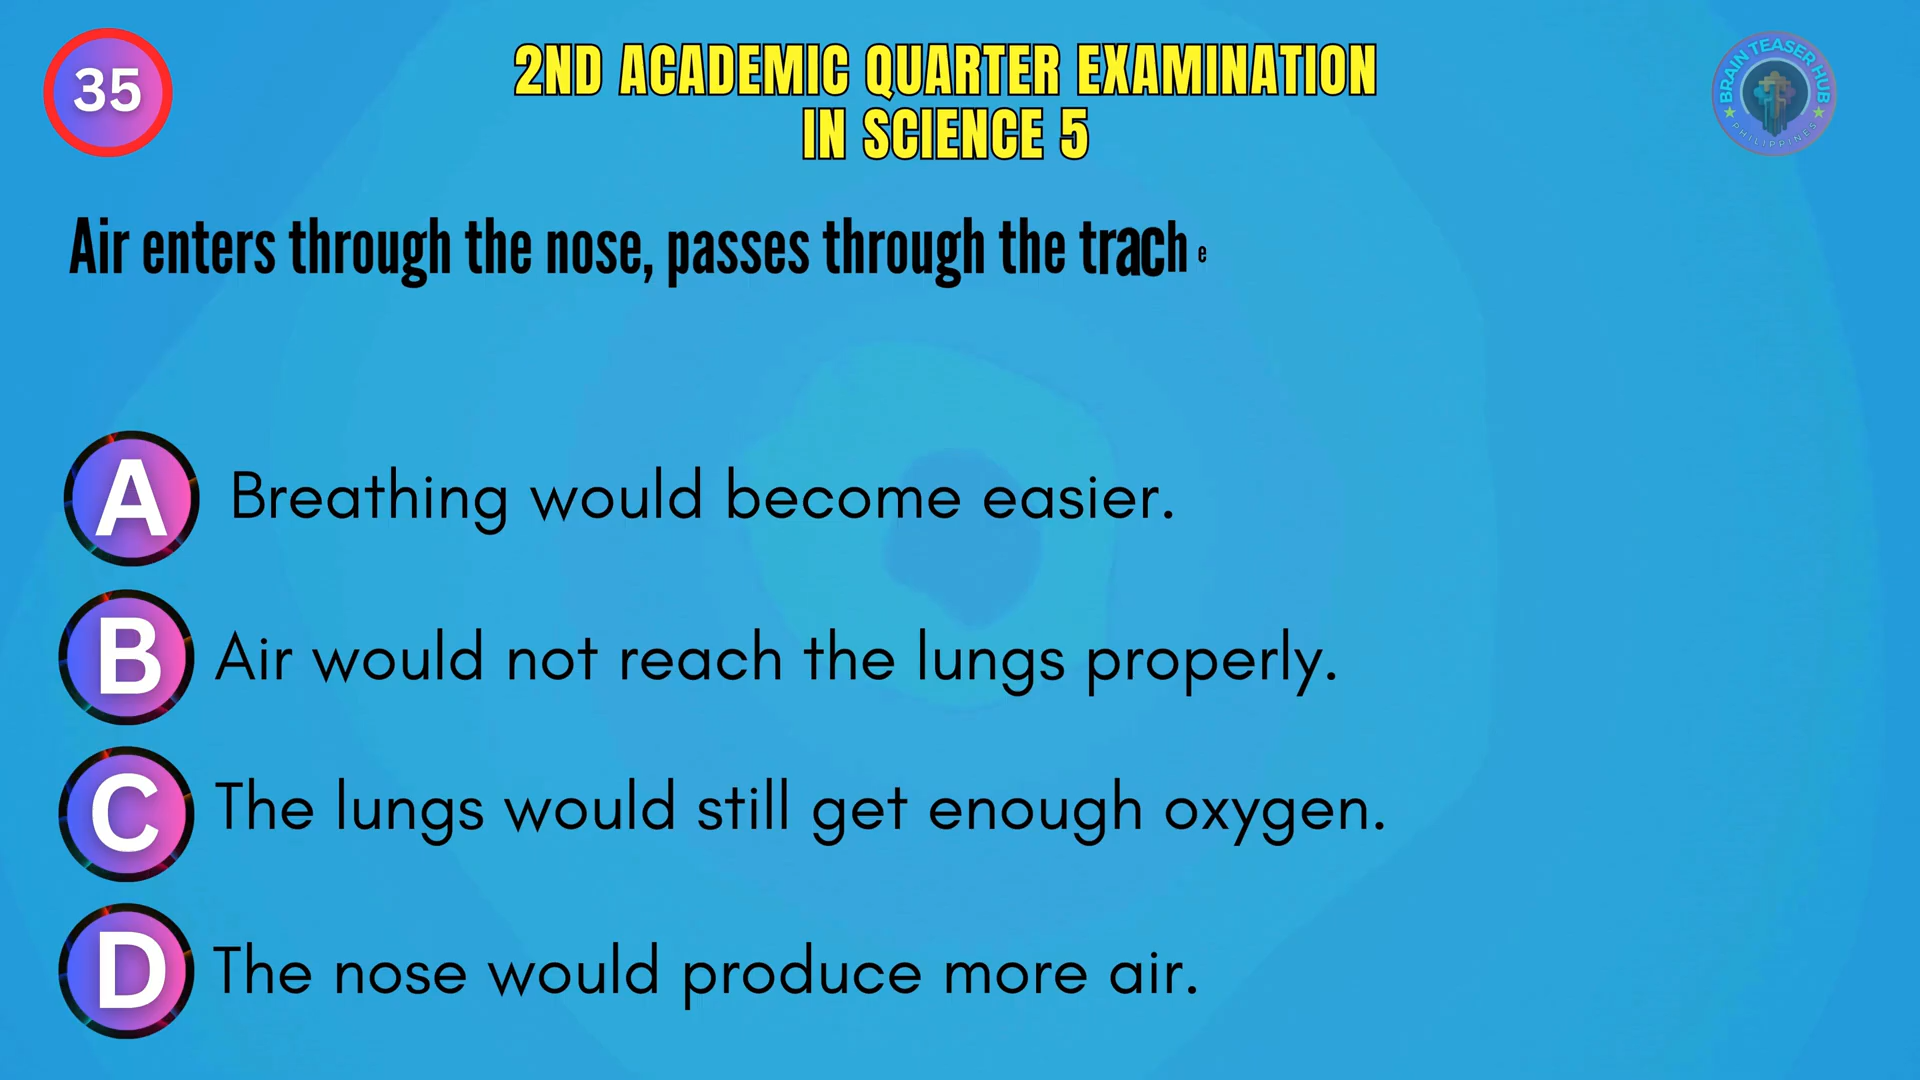 35
2ND ACADEMIC QUARTER EXAMINATION
IN SCIENCE 5
BRAIN TEASER HUB
PHILIPPINES
Air enters through the nose, passes through the trache
A Breathing would become easier.
B Air would not reach the lungs properly.
C The lungs would still get enough oxygen.
D The nose would produce more air.